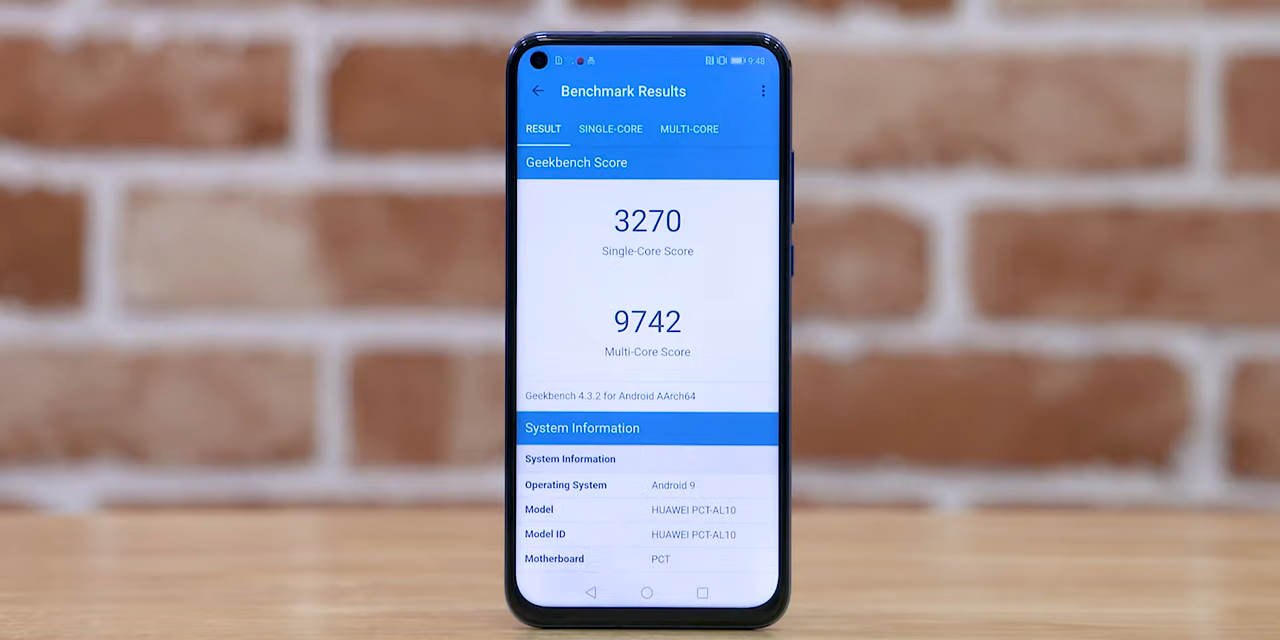 9:48
Benchmark Results
RESULT SINGLE-CORE MULTI-CORE
Geekbench Score
3270
Single-Core Score
9742
Multi-Core Score
Geekbench 4.3.2 for Android AArch64
System Information
System Information
Operating System Android 9
Model HUAWEI PCT-AL10
Model ID HUAWEI PCT-AL10
Motherboard PCT